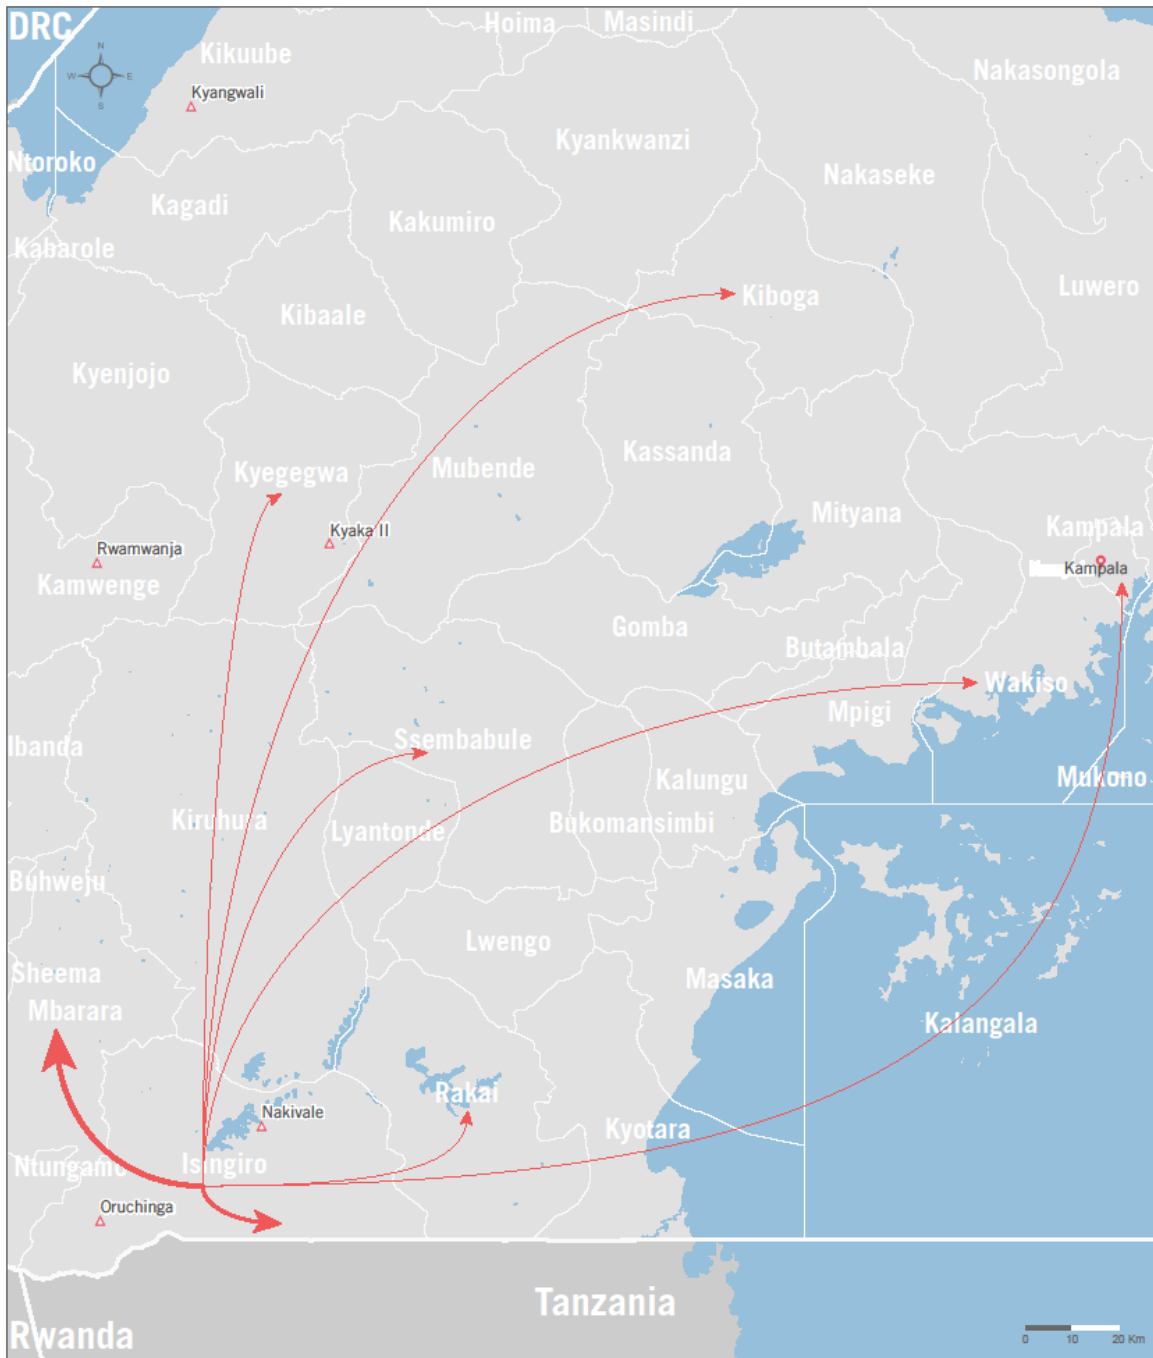 DRC
Hoima
Masindi
N
Kikuube
W
E
Nakasongola
Kyangwali
S
Kyankwanzi
Ntoroko
Nakaseke
Kagadi
Kakumiro
Kabarole
Luwero
Kiboga
Kibaale
Kyenjojo
Kassanda
Kyegegwa
Mubende
Mityana
Kyaka II
Kampala
Rwamwanja
Kampala
Kamwenge
Gomba
Butambala
Wakiso
Mpigi
Ibanda
Ssembabule
Kalungu
Mukono
Kiruhura
Lyantonde
Bukomansimbi
Buhweju
Lwengo
Sheema
Masaka
Mbarara
Kalangala
Rakai
Nakivale
Kyotara
Ntungamo
Isingiro
Oruchinga
Tanzania
Rwanda
0 10 20 Km